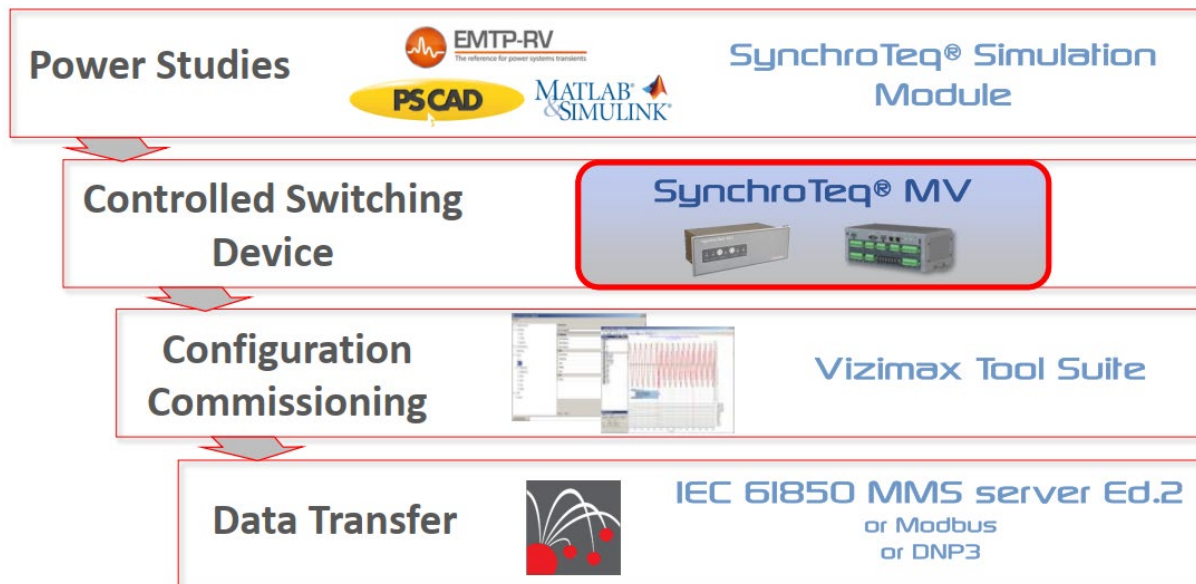 Power Studies
EMTP-RV
The reference for power systems transients
PSCAD
MATLAB®
&SIMULINK®
SynchroTeq® Simulation
Module
Controlled Switching
Device
SynchroTeq® MV
Configuration
Commissioning
Vizimax Tool Suite
Data Transfer
IEC 61850 MMS server Ed.2
or Modbus
or DNP3